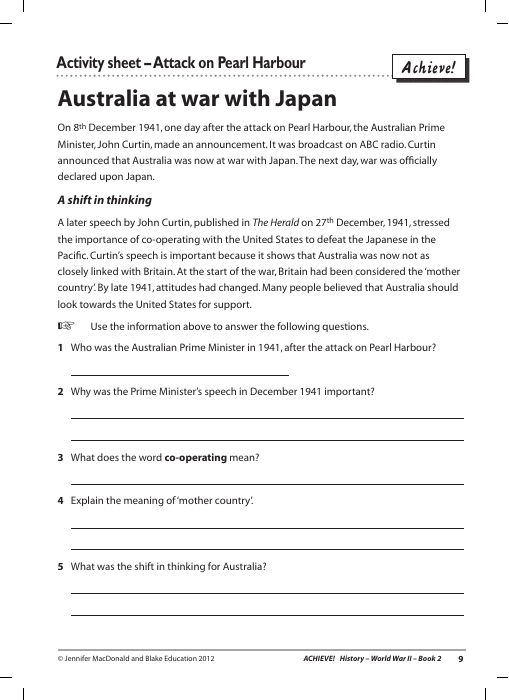 Activity sheet – Attack on Pearl Harbour
Achieve!
Australia at war with Japan
On 8th December 1941, one day after the attack on Pearl Harbour, the Australian Prime
Minister, John Curtin, made an announcement. It was broadcast on ABC radio. Curtin
announced that Australia was now at war with Japan. The next day, war was officially
declared upon Japan.
A shift in thinking
A later speech by John Curtin, published in The Herald on 27th December, 1941, stressed
the importance of co-operating with the United States to defeat the Japanese in the
Pacific. Curtin's speech is important because it shows that Australia was now not as
closely linked with Britain. At the start of the war, Britain had been considered the 'mother
country'. By late 1941, attitudes had changed. Many people believed that Australia should
look towards the United States for support.
☞ Use the information above to answer the following questions.
1 Who was the Australian Prime Minister in 1941, after the attack on Pearl Harbour?
2 Why was the Prime Minister's speech in December 1941 important?
3 What does the word co-operating mean?
4 Explain the meaning of 'mother country'.
5 What was the shift in thinking for Australia?
© Jennifer MacDonald and Blake Education 2012
ACHIEVE! History – World War II – Book 2 9